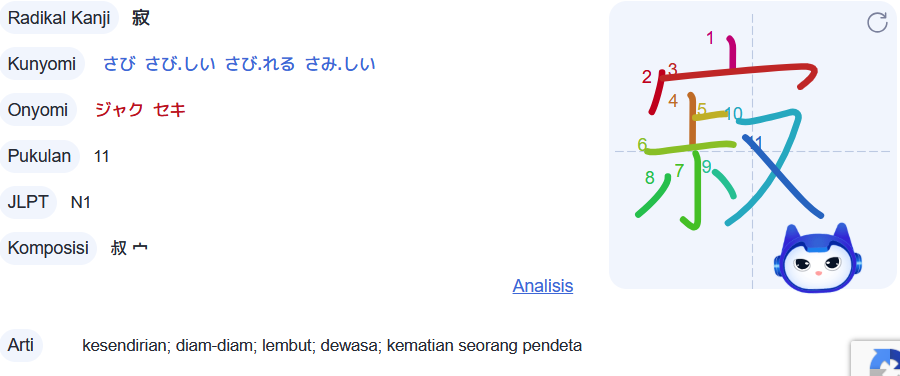 Radikal Kanji 寂
Kunyomi さび さび.しい さび.れる さみ.しい
Onyomi ジャク セキ
Pukulan 11
JLPT N1
Komposisi 叔 宀
Analisis
Arti kesendirian; diam-diam; lembut; dewasa; kematian seorang pendeta
1
2 3
4 5 10
6 11
8 7 9